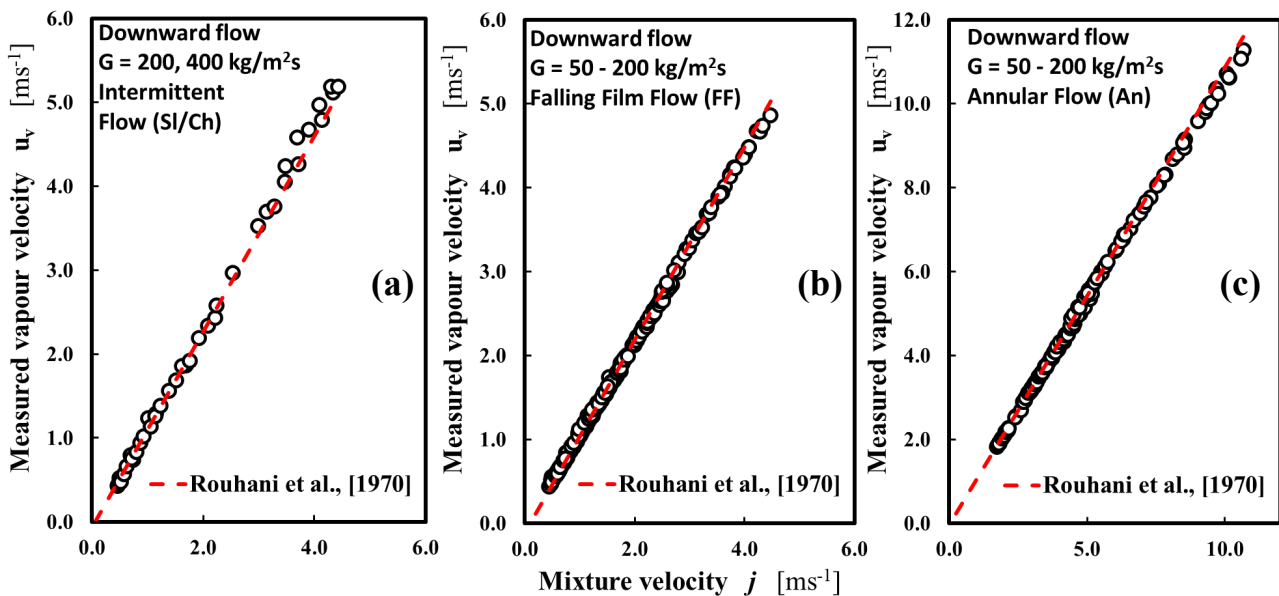 Measured vapour velocity u_v [ms⁻¹]
6.0
5.0
4.0
3.0
2.0
1.0
0.0
Downward flow
G = 200, 400 kg/m²s
Intermittent
Flow (Sl/Ch)
(a)
Rouhani et al., [1970]
0.0 2.0 4.0 6.0
Measured vapour velocity u_v [ms⁻¹]
6.0
5.0
4.0
3.0
2.0
1.0
0.0
Downward flow
G = 50 - 200 kg/m²s
Falling Film Flow (FF)
(b)
Rouhani et al., [1970]
0.0 2.0 4.0 6.0
Measured vapour velocity u_v [ms⁻¹]
12.0
10.0
8.0
6.0
4.0
2.0
0.0
Downward flow
G = 50 - 200 kg/m²s
Annular Flow (An)
(c)
Rouhani et al., [1970]
0.0 5.0 10.0
Mixture velocity j [ms⁻¹]